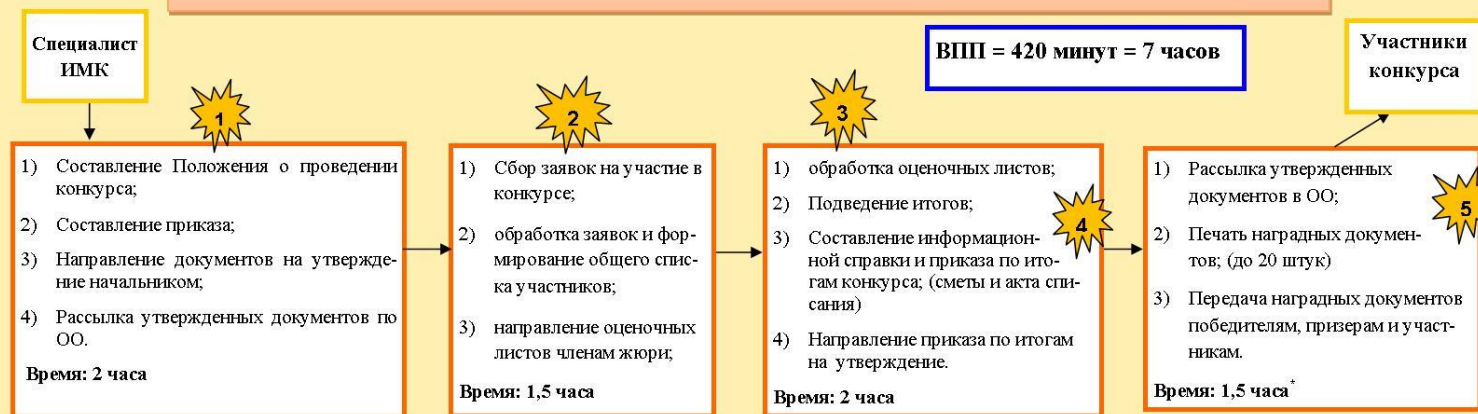 Специалист
ИМК
ВПП = 420 минут = 7 часов
Участники
конкурса
1
1) Составление Положения о проведении
конкурса;
2) Составление приказа;
3) Направление документов на утвержде-
ние начальником;
4) Рассылка утвержденных документов по
ОО.
Время: 2 часа
2
1) Сбор заявок на участие в
конкурсе;
2) обработка заявок и фор-
мирование общего спис-
ка участников;
3) направление оценочных
листов членам жюри;
Время: 1,5 часа
3
1) обработка оценочных листов;
2) Подведение итогов;
3) Составление информацион-
ной справки и приказа по ито-
гам конкурса; (сметы и акта спи-
сания)
4) Направление приказа по итогам
на утверждение.
Время: 2 часа
4
1) Рассылка утвержденных
документов в ОО;
2) Печать наградных докумен-
тов; (до 20 штук)
3) Передача наградных документов
победителям, призерам и участ-
никам.
Время: 1,5 часа*
5